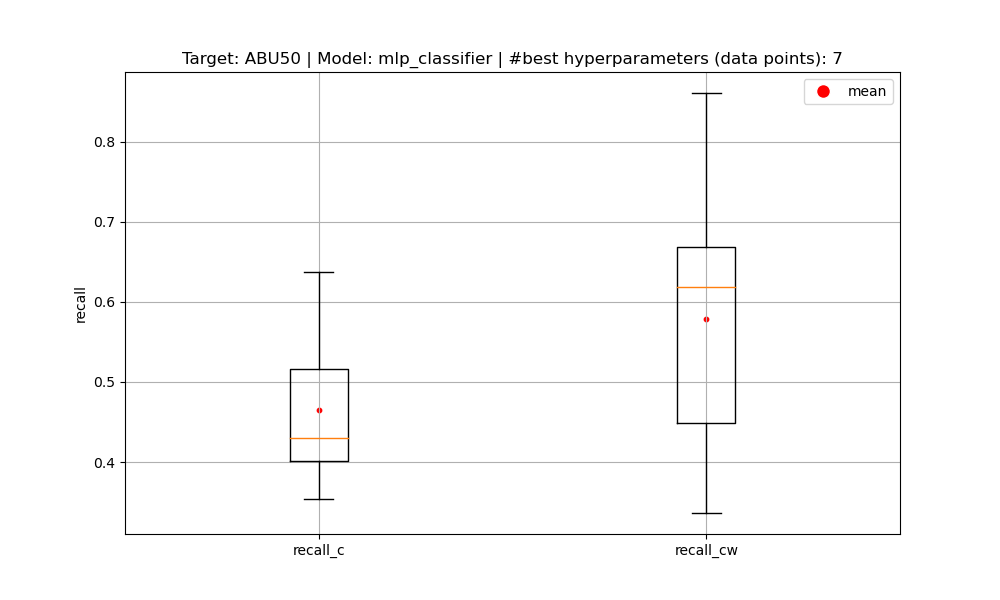 Target: ABU50 | Model: mlp_classifier | #best hyperparameters (data points): 7
mean
0.8
0.7
0.6
0.5
0.4
recall
recall_c
recall_cw